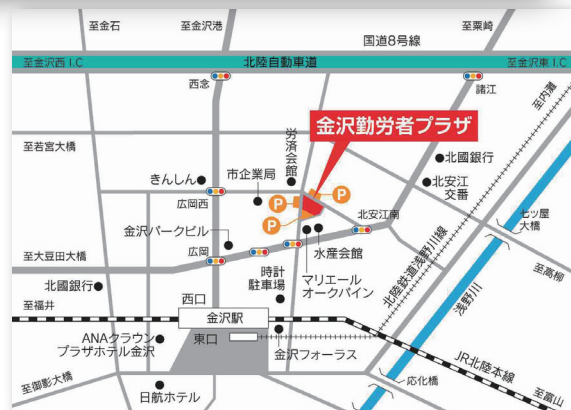 至金石
至金沢港
至粟崎
国道8号線
至金沢西I.C
北陸自動車道
至金沢東I.C
西念
諸江
至内灘
金沢勤労者プラザ
至若宮大橋
労済会館
北國銀行
きんしん
市企業局
P
P
P
北安江
交番
広岡西
北安江南
七ツ屋
大橋
金沢パークビル
広岡
水産会館
至大豆田大橋
時計
駐車場
マリエール
オークパイン
北陸鉄道浅野川線
浅野川
至高柳
北國銀行
西口
至福井
金沢駅
ANAクラウン
プラザホテル金沢
東口
金沢フォーラス
JR北陸本線
至御影大橋
日航ホテル
応化橋
至富山